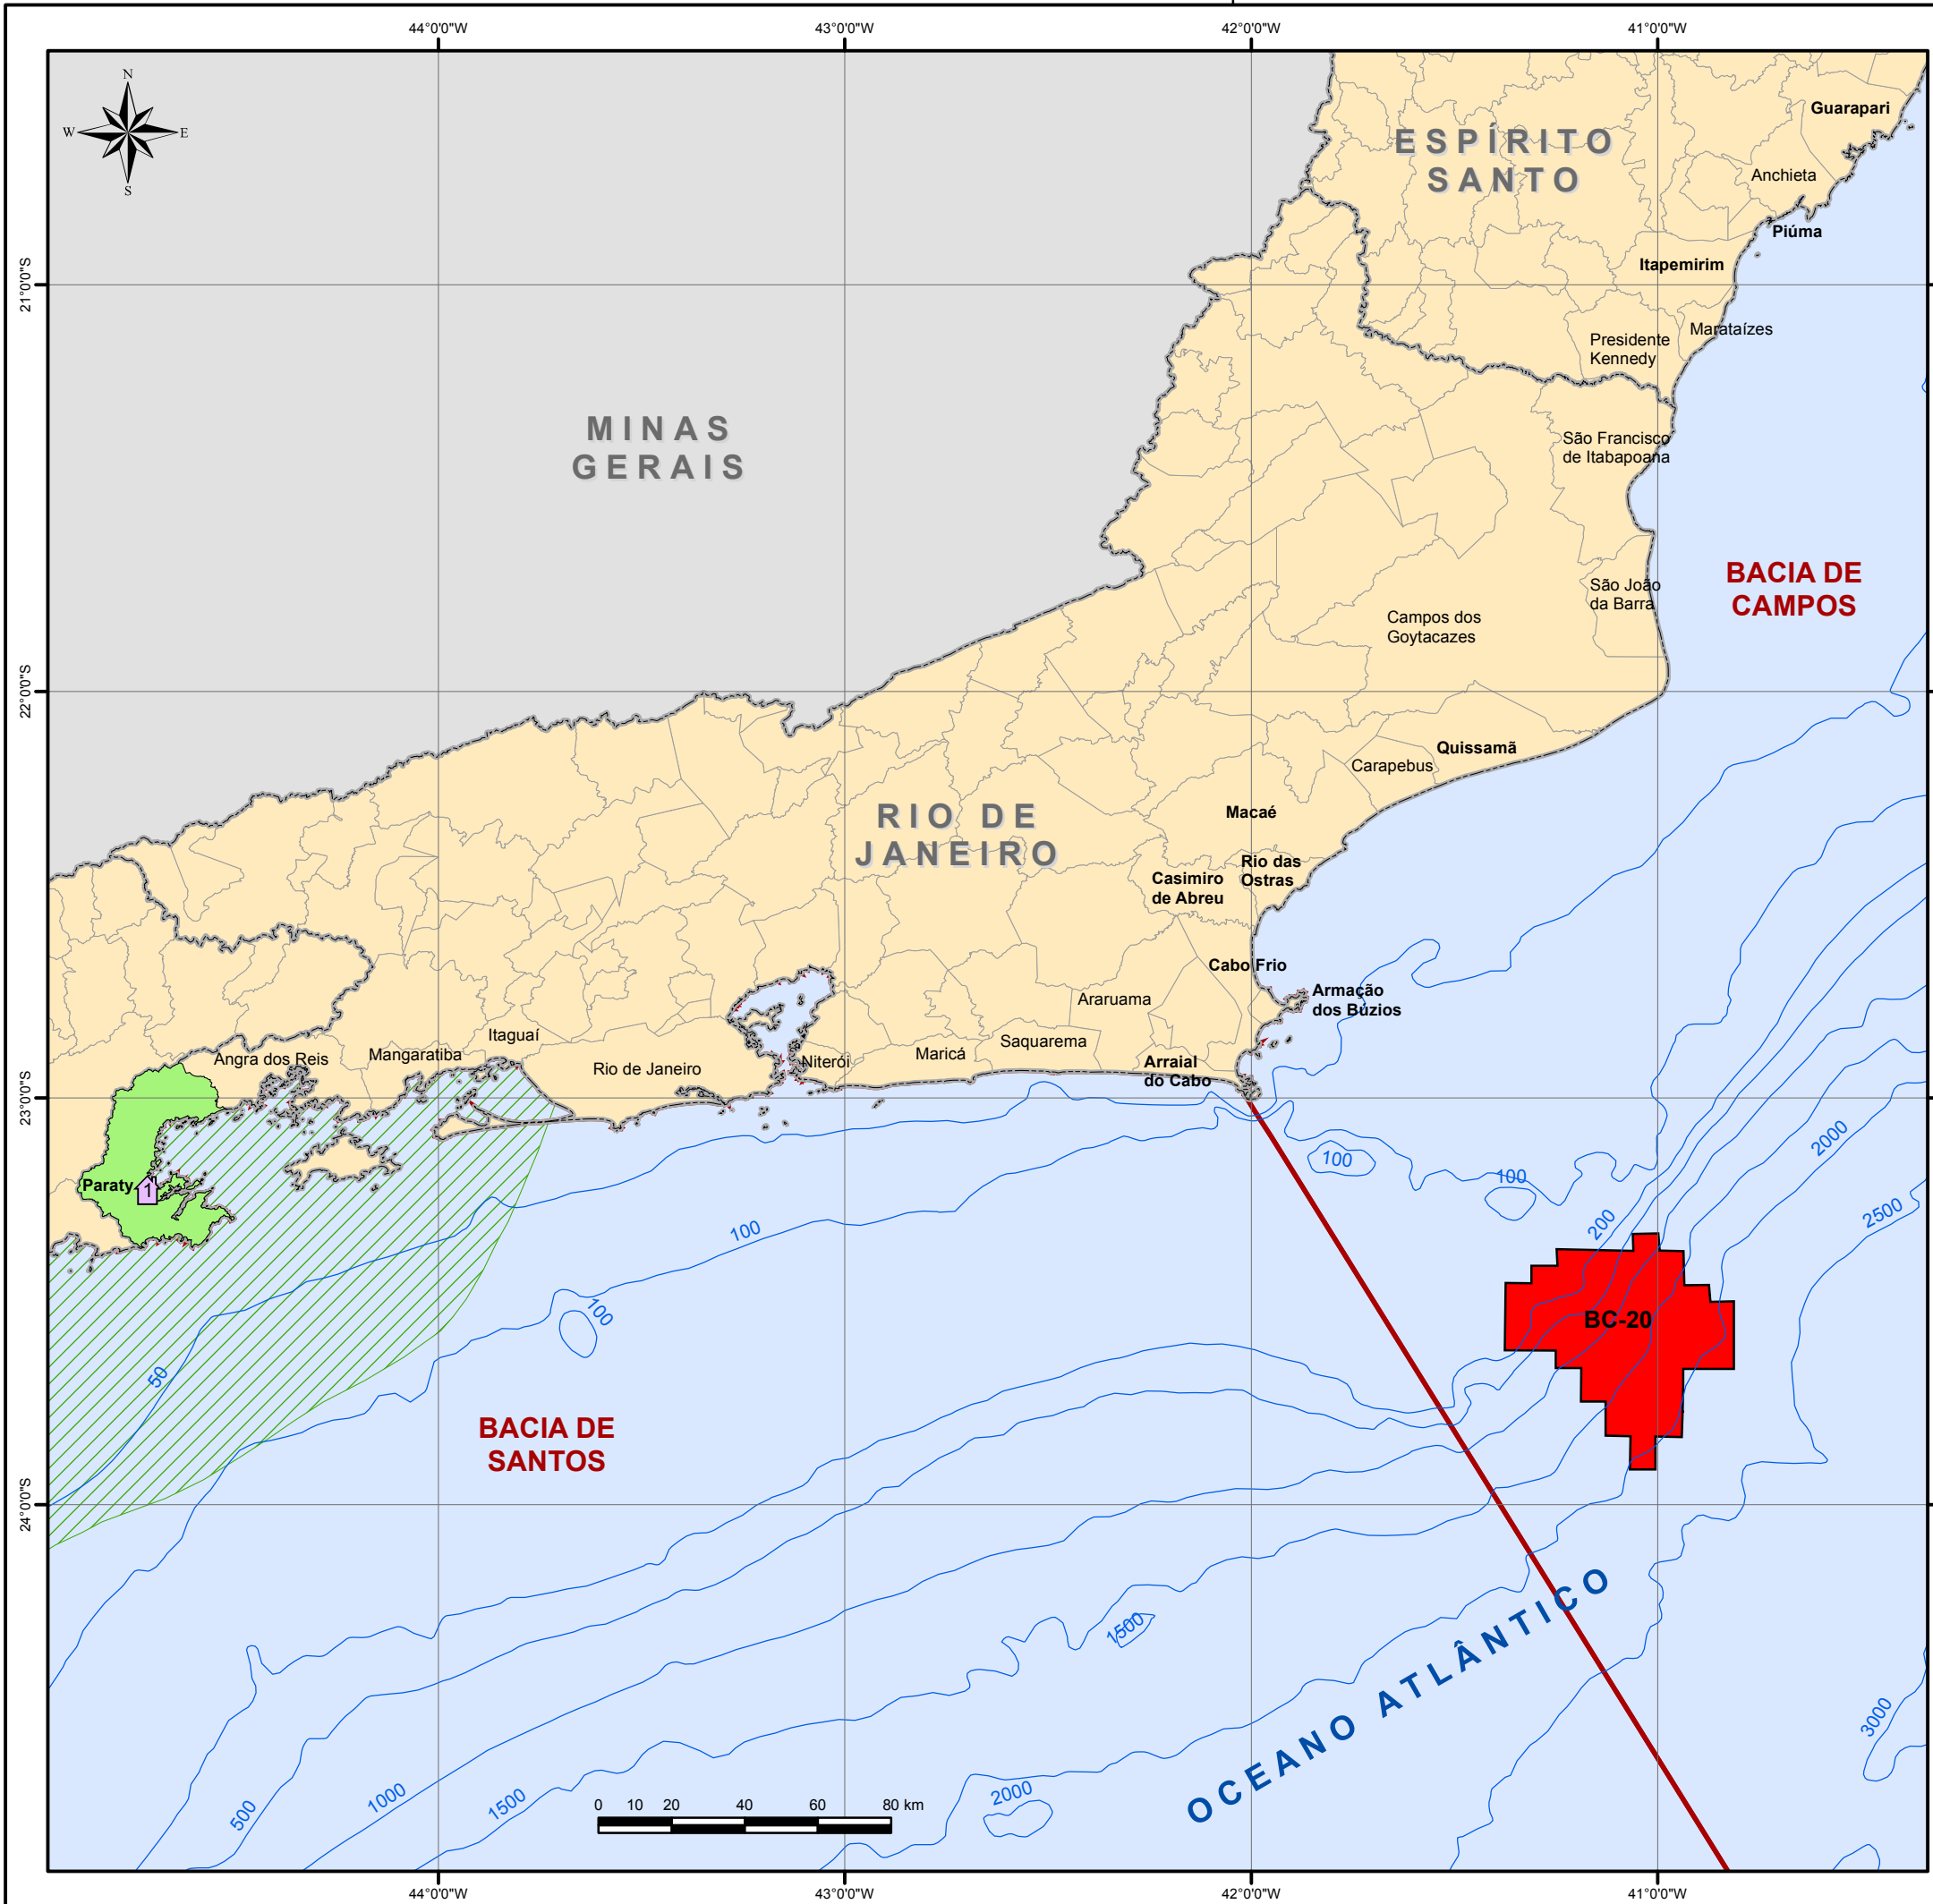 44°0'0"W
43°0'0"W
42°0'0"W
41°0'0"W
N
W
E
S
Guarapari
ESPÍRITO
SANTO
Anchieta
Piúma
Itapemirim
21°0'0"S
Marataízes
Presidente
Kennedy
MINAS
GERAIS
São Francisco
de Itabapoana
BACIA DE
CAMPOS
São João
da Barra
Campos dos
Goytacazes
22°0'0"S
Quissamã
Carapebus
RIO DE
JANEIRO
Macaé
Rio das
Ostras
Casimiro
de Abreu
Cabo Frio
Armação
dos Búzios
Araruama
Itaguaí
Saquarema
Angra dos Reis
Mangaratiba
Rio de Janeiro
Niterói
Maricá
Arraial
do Cabo
23°0'0"S
2000
100
100
Paraty
1
200
2500
100
100
BC-20
50
BACIA DE
SANTOS
24°0'0"S
OCEANO ATLÂNTICO
1500
3000
2000
1000
1500
500
0 10 20 40 60 80 km
44°0'0"W
43°0'0"W
42°0'0"W
41°0'0"W